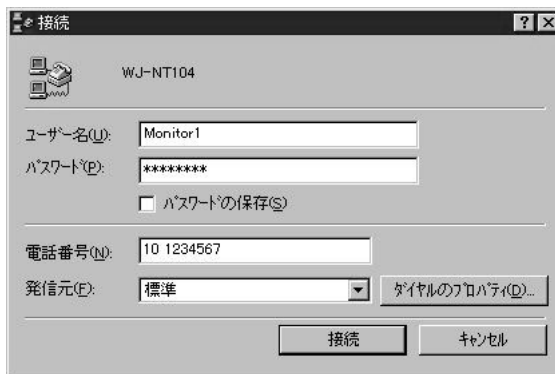 接続
WJ-NT104
ユーザー名(U): Monitor1
パスワード(P): ********
パスワードの保存(S)
電話番号(N): 10 1234567
発信元(F): 標準 ダイヤルのプロパティ(D)...
接続 キャンセル